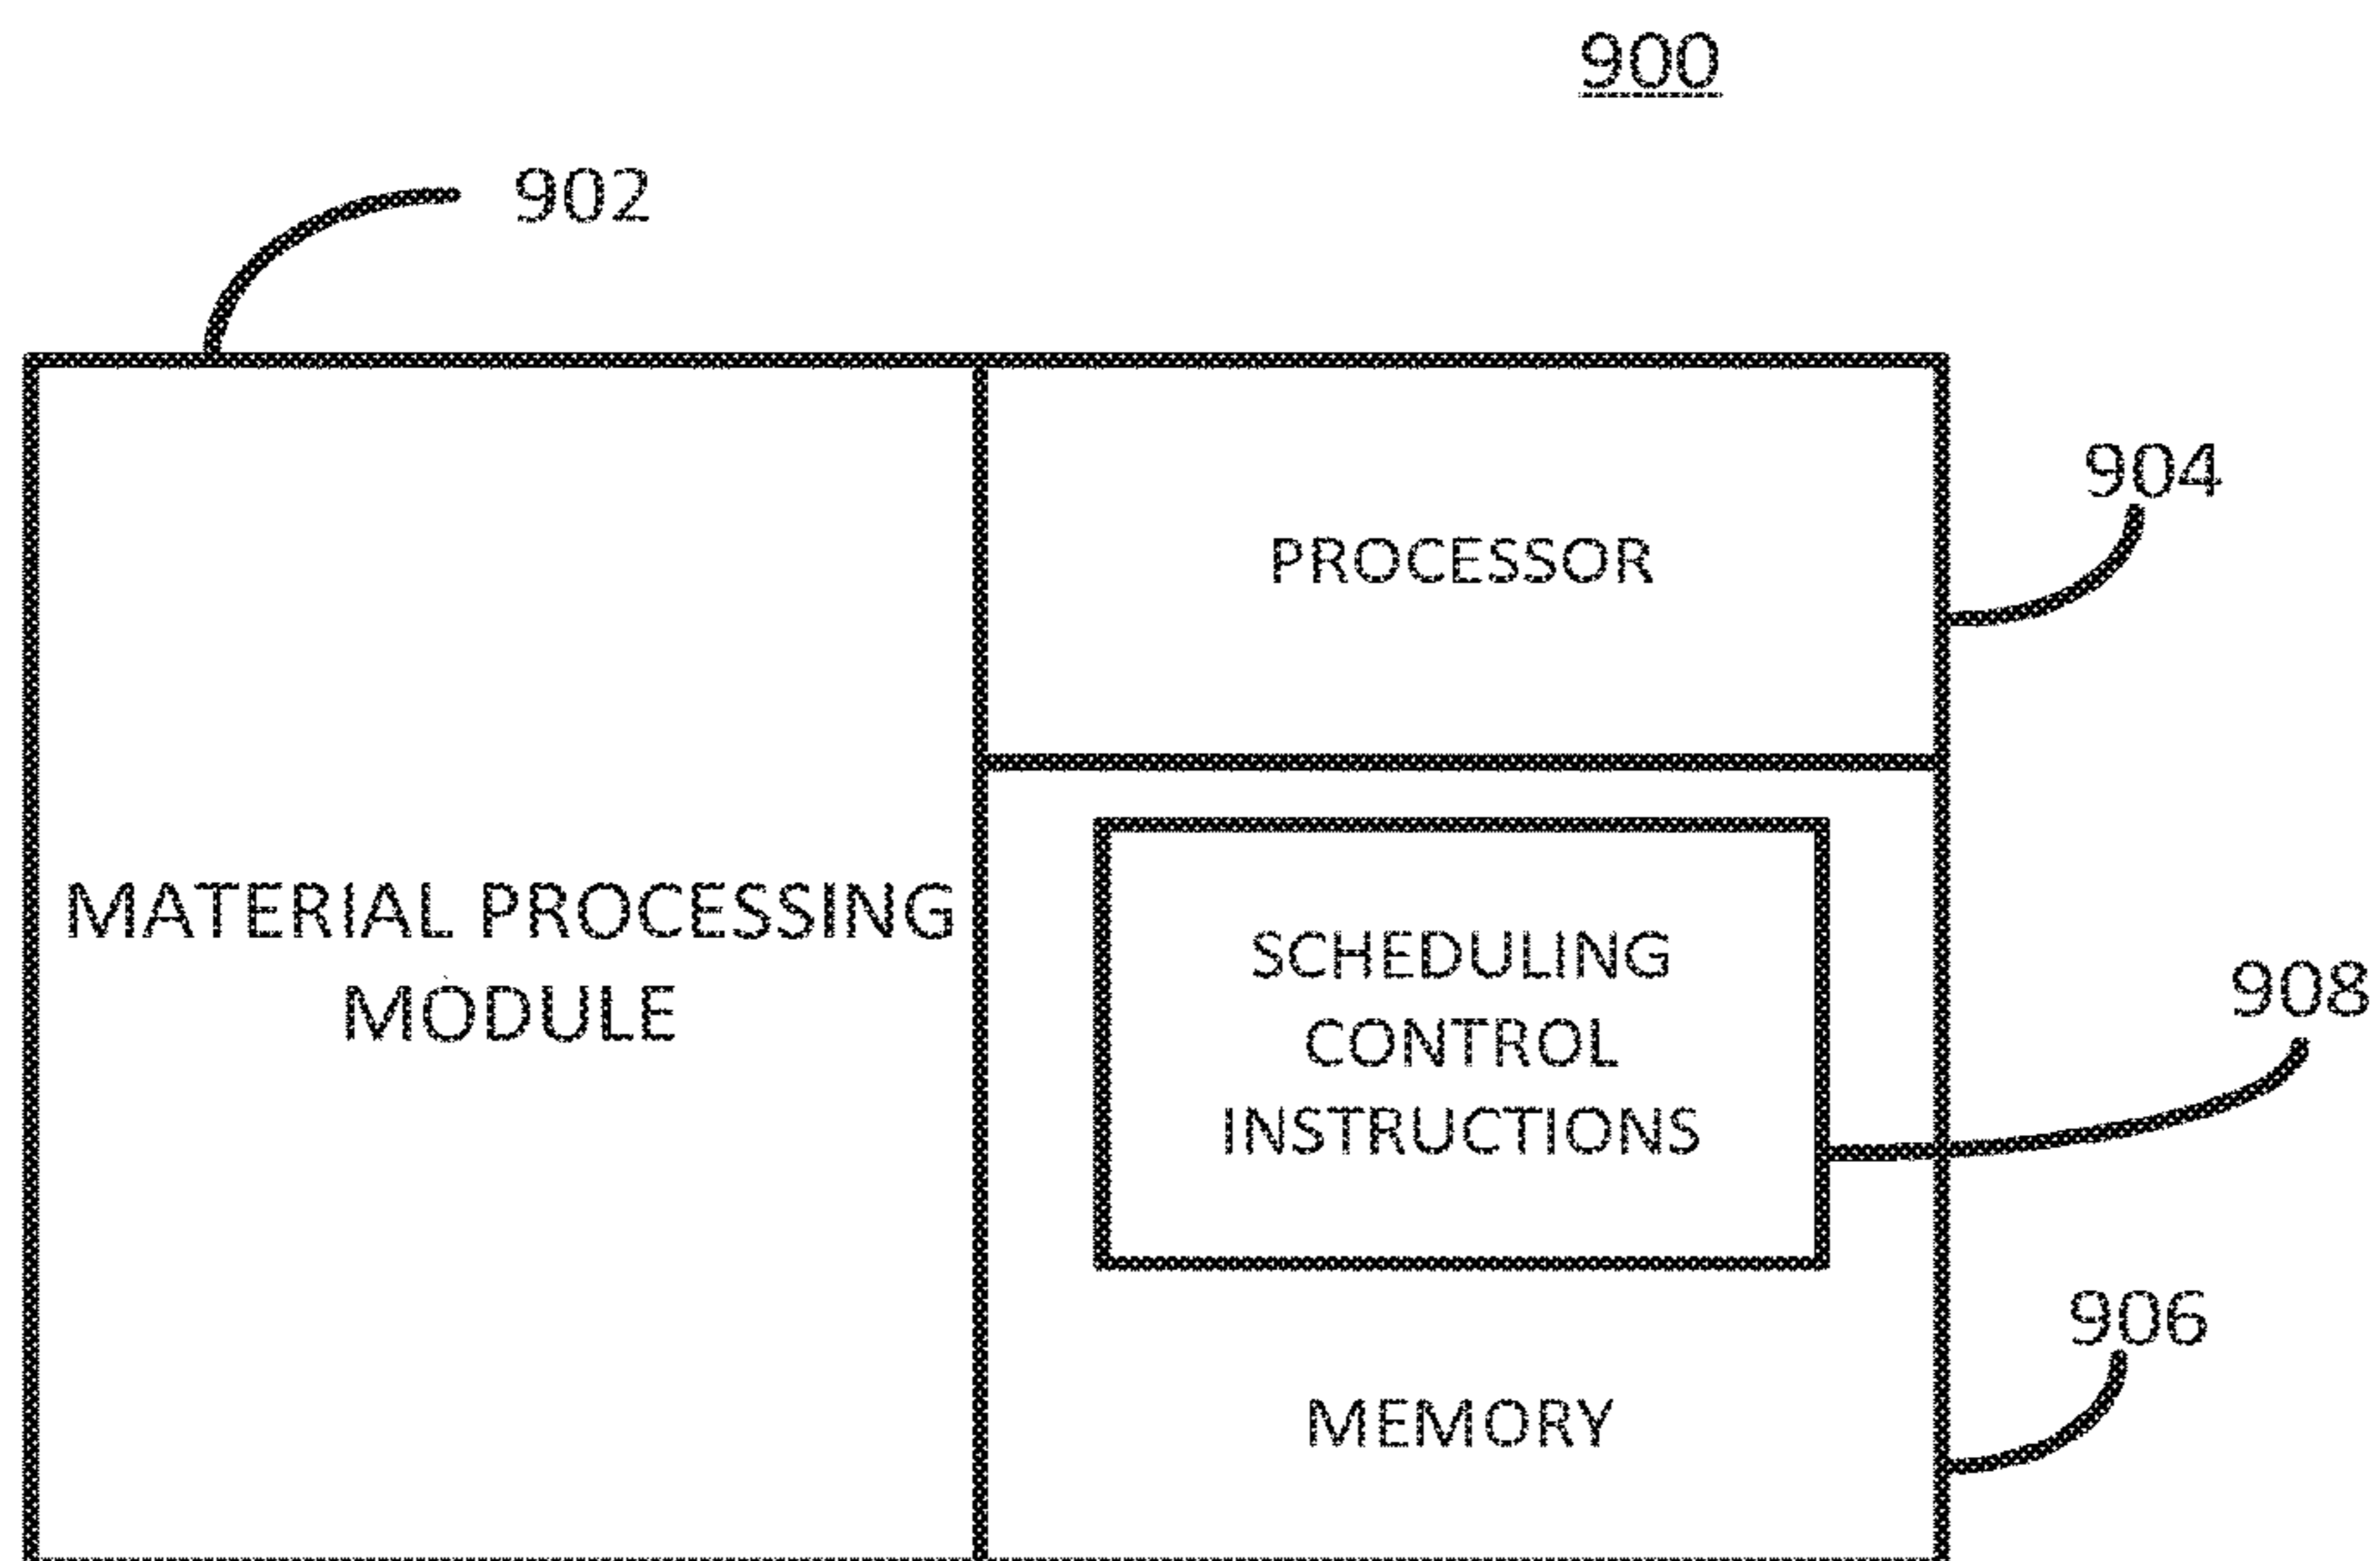 900
902
904
PROCESSOR
MATERIAL PROCESSING
MODULE
SCHEDULING
CONTROL
INSTRUCTIONS
908
906
MEMORY